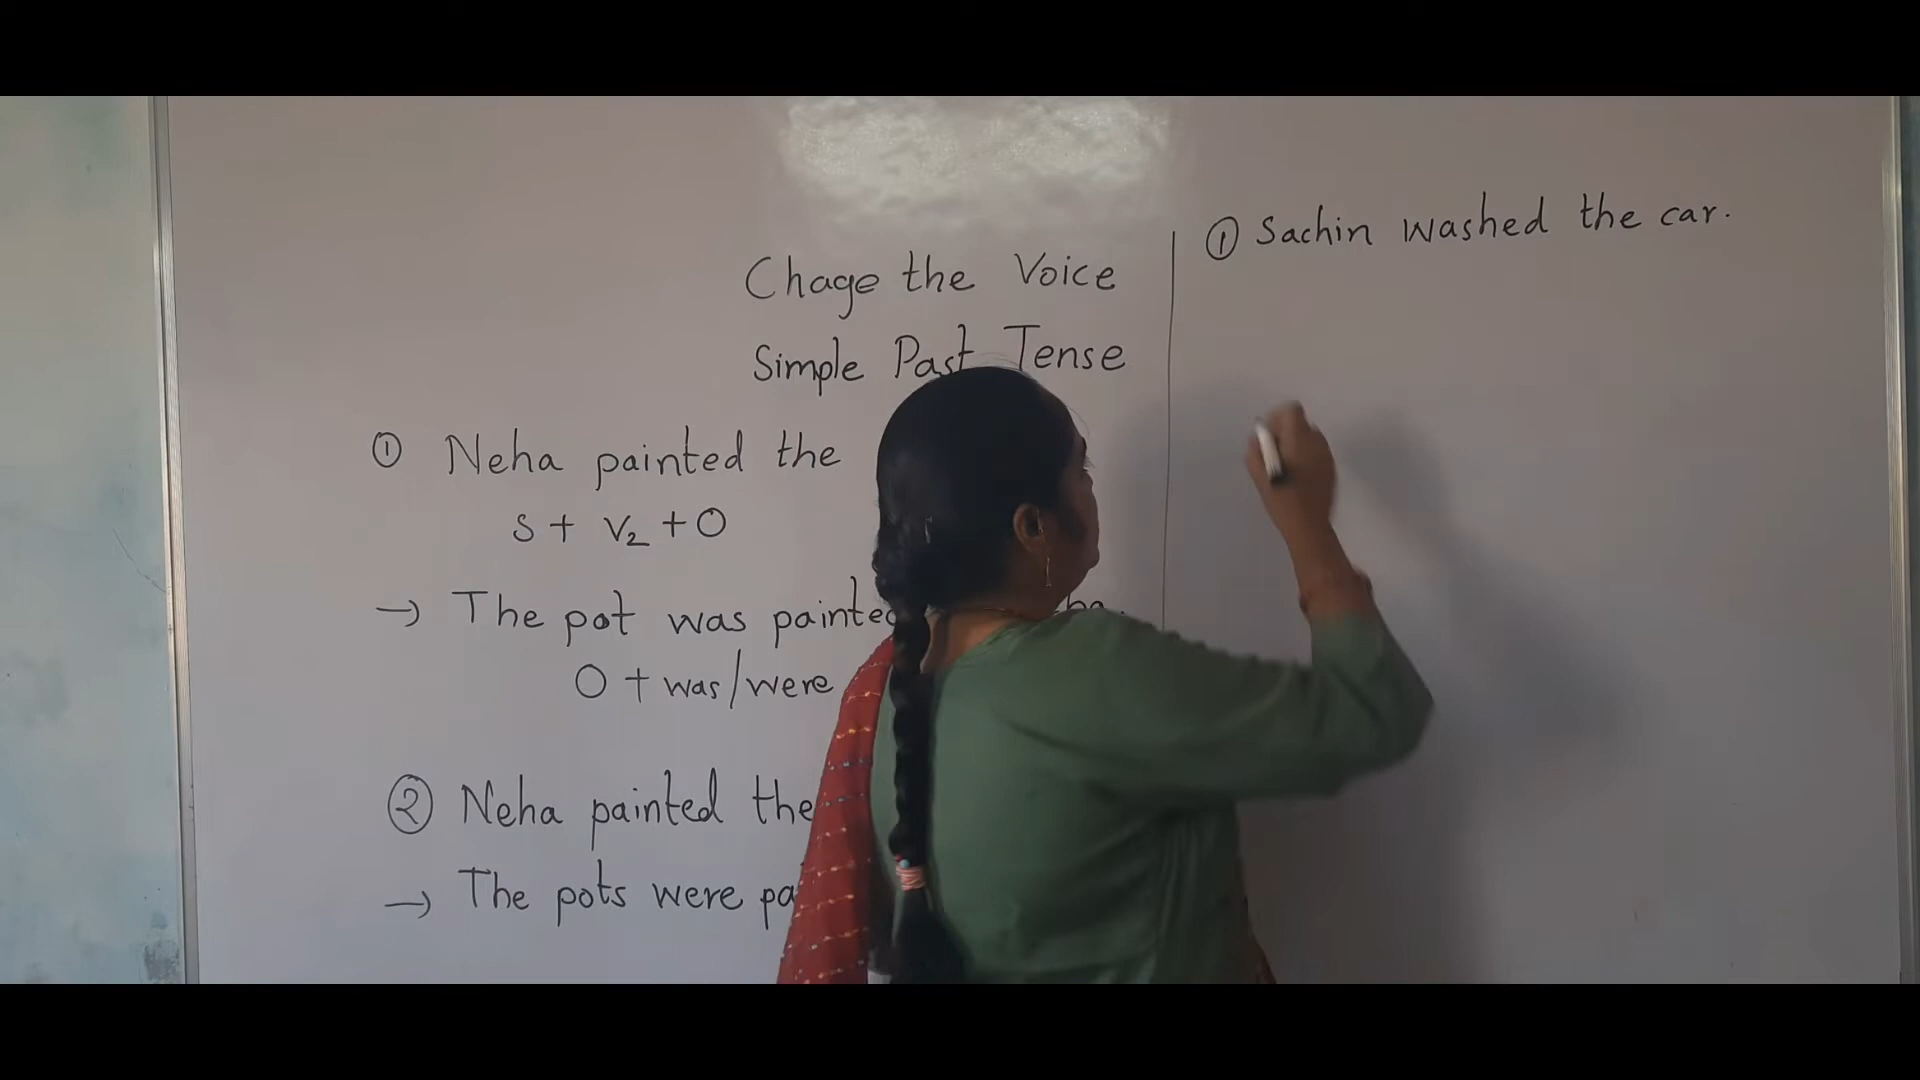 Chage the Voice
Simple Past Tense
① Neha painted the
S + V2 + O
→ The pot was painted
O + was/were
② Neha painted the
→ The pots were
① Sachin washed the car.